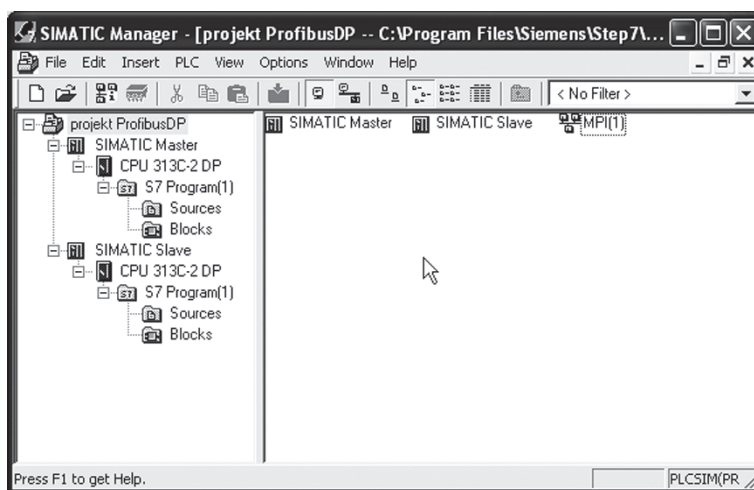 SIMATIC Manager - [projekt ProfibusDP -- C:\Program Files\Siemens\Step7\...
File Edit Insert PLC View Options Window Help
< No Filter >
projekt ProfibusDP
SIMATIC Master
CPU 313C-2 DP
S7 Program(1)
Sources
Blocks
SIMATIC Slave
CPU 313C-2 DP
S7 Program(1)
Sources
Blocks
SIMATIC Master SIMATIC Slave MPI(1)
Press F1 to get Help. PLCSIM(PR